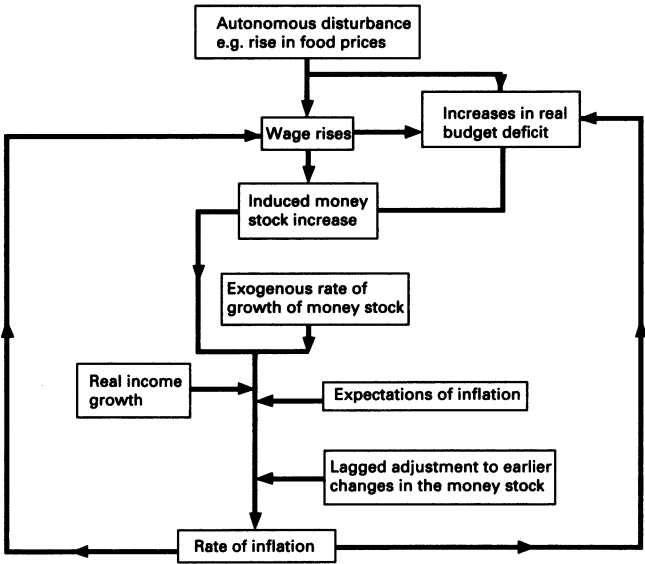 Autonomous disturbance
e.g. rise in food prices
Increases in real
budget deficit
Wage rises
Induced money
stock increase
Exogenous rate of
growth of money stock
Real income
growth
Expectations of inflation
Lagged adjustment to earlier
changes in the money stock
Rate of inflation